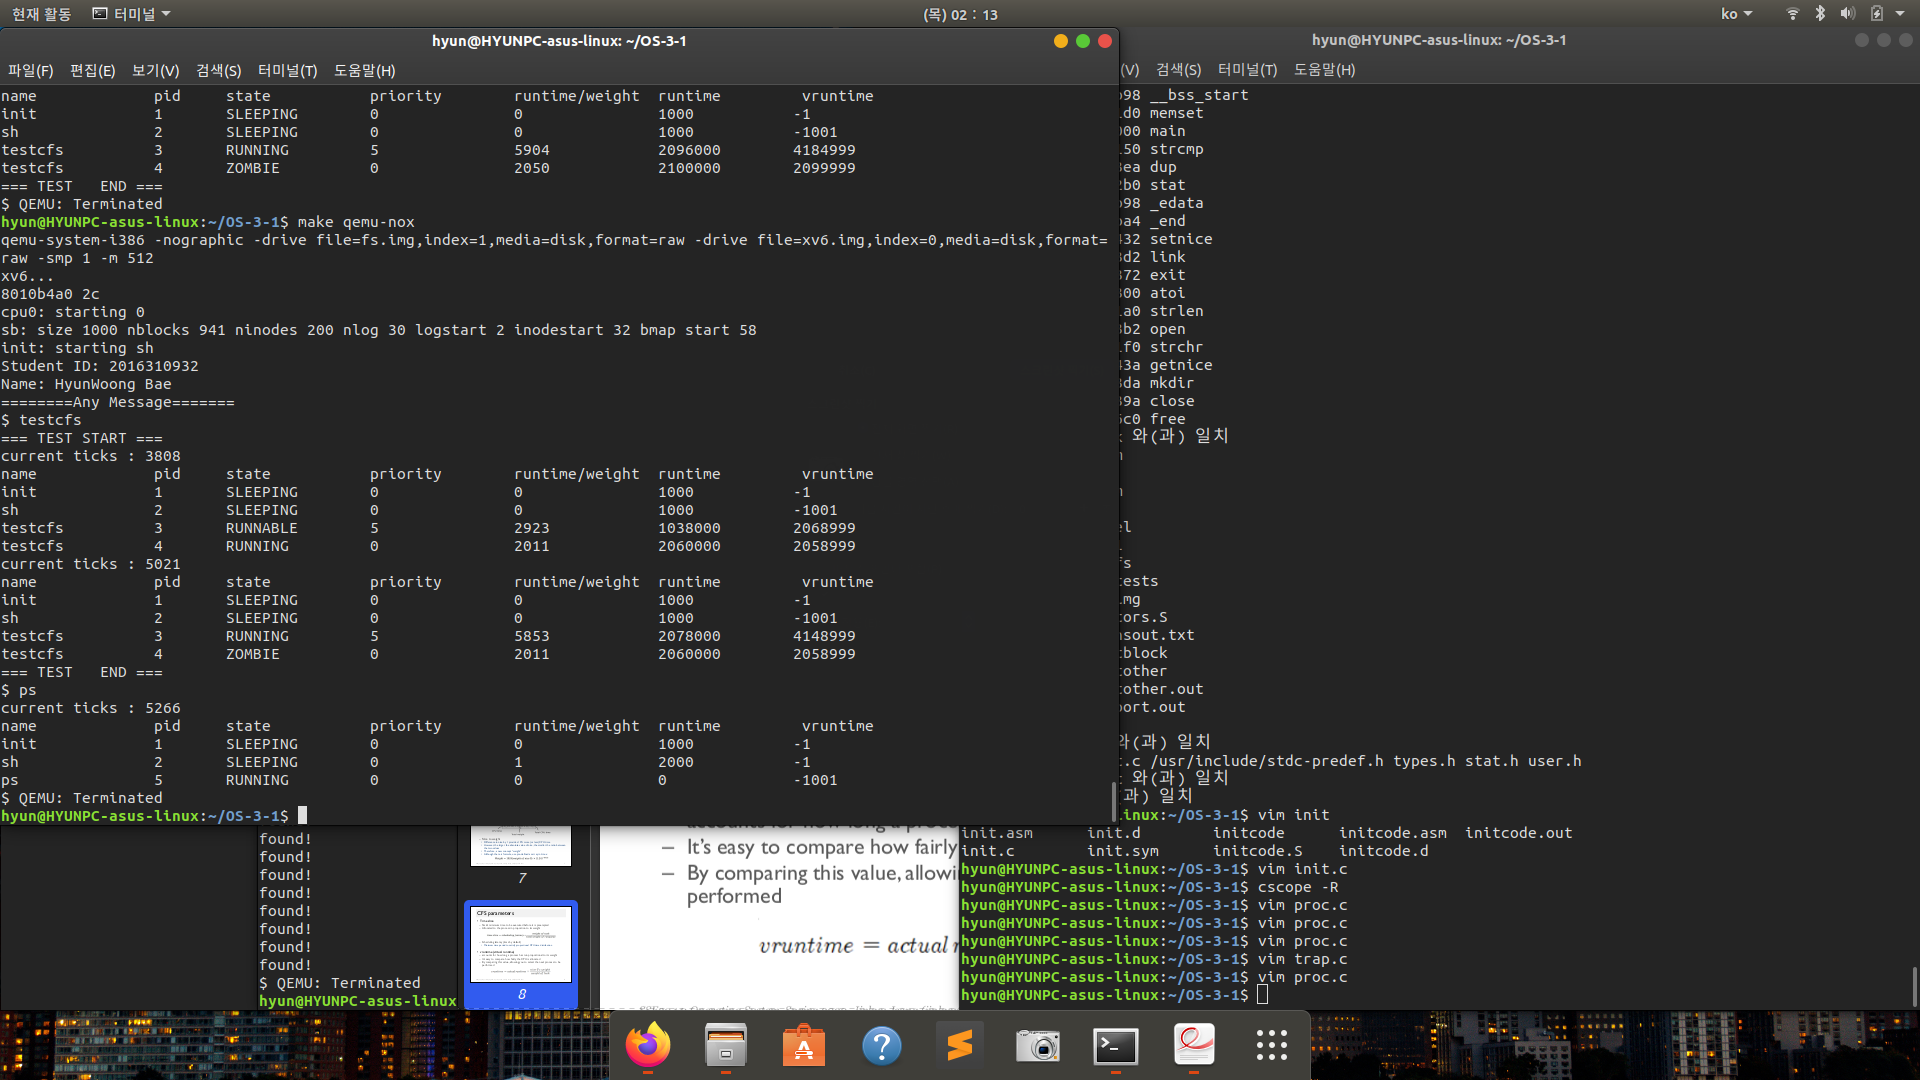 현재 활동 터미널 (목) 02 : 13 ko
hyun@HYUNPC-asus-linux: ~/OS-3-1
파일(F) 편집(E) 보기(V) 검색(S) 터미널(T) 도움말(H)
name pid state priority runtime/weight runtime vruntime
init 1 SLEEPING 0 0 1000 -1
sh 2 SLEEPING 0 0 1000 -1001
testcfs 3 RUNNING 5 5904 2096000 4184999
testcfs 4 ZOMBIE 0 2050 2100000 2099999
=== TEST   END ===
$ QEMU: Terminated
hyun@HYUNPC-asus-linux:~/OS-3-1$ make qemu-nox
qemu-system-i386 -nographic -drive file=fs.img,index=1,media=disk,format=raw -drive file=xv6.img,index=0,media=disk,format=
raw -smp 1 -m 512
xv6...
8010b4a0 2c
cpu0: starting 0
sb: size 1000 nblocks 941 ninodes 200 nlog 30 logstart 2 inodestart 32 bmap start 58
init: starting sh
Student ID: 2016310932
Name: HyunWoong Bae
========Any Message=======
$ testcfs
=== TEST START ===
current ticks : 3808
name pid state priority runtime/weight runtime vruntime
init 1 SLEEPING 0 0 1000 -1
sh 2 SLEEPING 0 0 1000 -1001
testcfs 3 RUNNABLE 5 2923 1038000 2068999
testcfs 4 RUNNING 0 2011 2060000 2058999
current ticks : 5021
name pid state priority runtime/weight runtime vruntime
init 1 SLEEPING 0 0 1000 -1
sh 2 SLEEPING 0 0 1000 -1001
testcfs 3 RUNNING 5 5853 2078000 4148999
testcfs 4 ZOMBIE 0 2011 2060000 2058999
=== TEST   END ===
$ ps
current ticks : 5266
name pid state priority runtime/weight runtime vruntime
init 1 SLEEPING 0 0 1000 -1
sh 2 SLEEPING 0 1 2000 -1
ps 5 RUNNING 0 0 0 -1001
$ QEMU: Terminated
hyun@HYUNPC-asus-linux:~/OS-3-1$
hyun@HYUNPC-asus-linux: ~/OS-3-1
(V) 검색(S) 터미널(T) 도움말(H)
98 __bss_start
d0 memset
00 main
50 strcmp
ea dup
b0 stat
98 _edata
a4 _end
32 setnice
d2 link
72 exit
00 atoi
a0 strlen
b2 open
f0 strchr
3a getnice
da mkdir
9a close
c0 free
와(과) 일치
ests
mg
ors.S
sout.txt
block
other
other.out
ort.out
와(과) 일치
.c /usr/include/stdc-predef.h types.h stat.h user.h
와(과) 일치
(과) 일치
linux:~/OS-3-1$ vim init
init.asm init.d initcode initcode.asm initcode.out
init.c init.sym initcode.S initcode.d
hyun@HYUNPC-asus-linux:~/OS-3-1$ vim init.c
hyun@HYUNPC-asus-linux:~/OS-3-1$ cscope -R
hyun@HYUNPC-asus-linux:~/OS-3-1$ vim proc.c
hyun@HYUNPC-asus-linux:~/OS-3-1$ vim proc.c
hyun@HYUNPC-asus-linux:~/OS-3-1$ vim proc.c
hyun@HYUNPC-asus-linux:~/OS-3-1$ vim trap.c
hyun@HYUNPC-asus-linux:~/OS-3-1$ vim proc.c
hyun@HYUNPC-asus-linux:~/OS-3-1$
found!
found!
found!
found!
found!
found!
found!
found!
$ QEMU: Terminated
hyun@HYUNPC-asus-linux
7
CFS parameters
8
– It's easy to compare how fairly
– By comparing this value, allowi
performed
vruntime = actual r